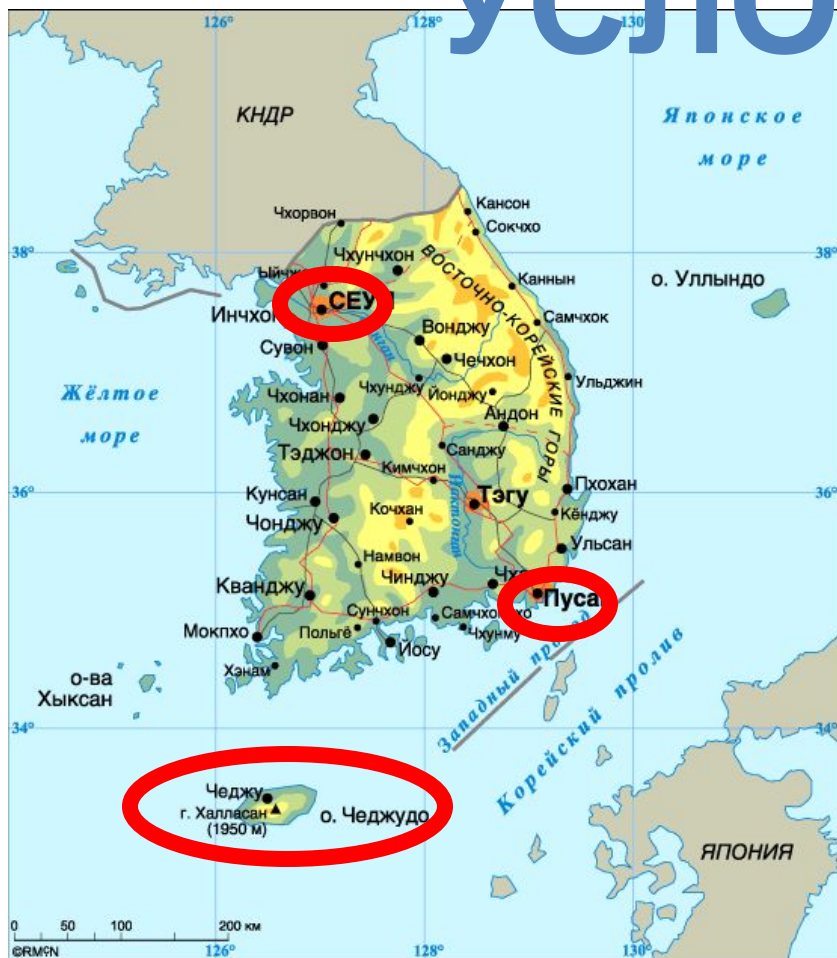 УСЛО
126°
128°
130°
КНДР
Японское
море
Кансон
Чхорвон
Сокчхо
38°
38°
Чхунчхон
Каннын
о. Уллындо
СЕУ
ВОСТОЧНО-КОРЕЙСКИЕ ГОРЫ
Самчхок
Вонджу
Сувон
Чечхон
Жёлтое
море
Чхунджу
Йонджу
Ульджин
Чхонан
Чхонджу
Андон
Тэджон
Санджу
Кимчхон
Пхохан
36°
36°
Кунсан
Тэгу
Нактонган
Кочхан
Кёнджу
Чонджу
Ульсан
Намвон
Кванджу
Чинджу
Пуса
Сунчхон
Мокпхо
Польгё
Чхунму
Йосу
Хэнам
о-ва
Хыксан
Западный
Корейский пролив
34°
34°
Чеджу
г. Халласан
(1950 м)
о. Чеджудо
ЯПОНИЯ
0 50 100 200 км
©RMCN
126°
128°
130°